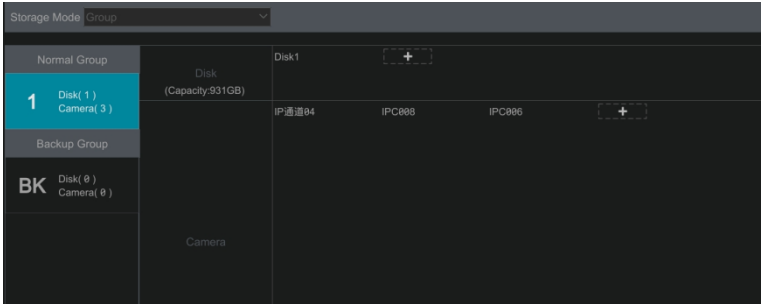 Storage Mode Group
Normal Group
1
Disk( 1 )
Camera( 3 )
Backup Group
BK
Disk( 0 )
Camera( 0 )
Disk
(Capacity:931GB)
Disk1 +
IP通道04 IPC008 IPC006 +
Camera